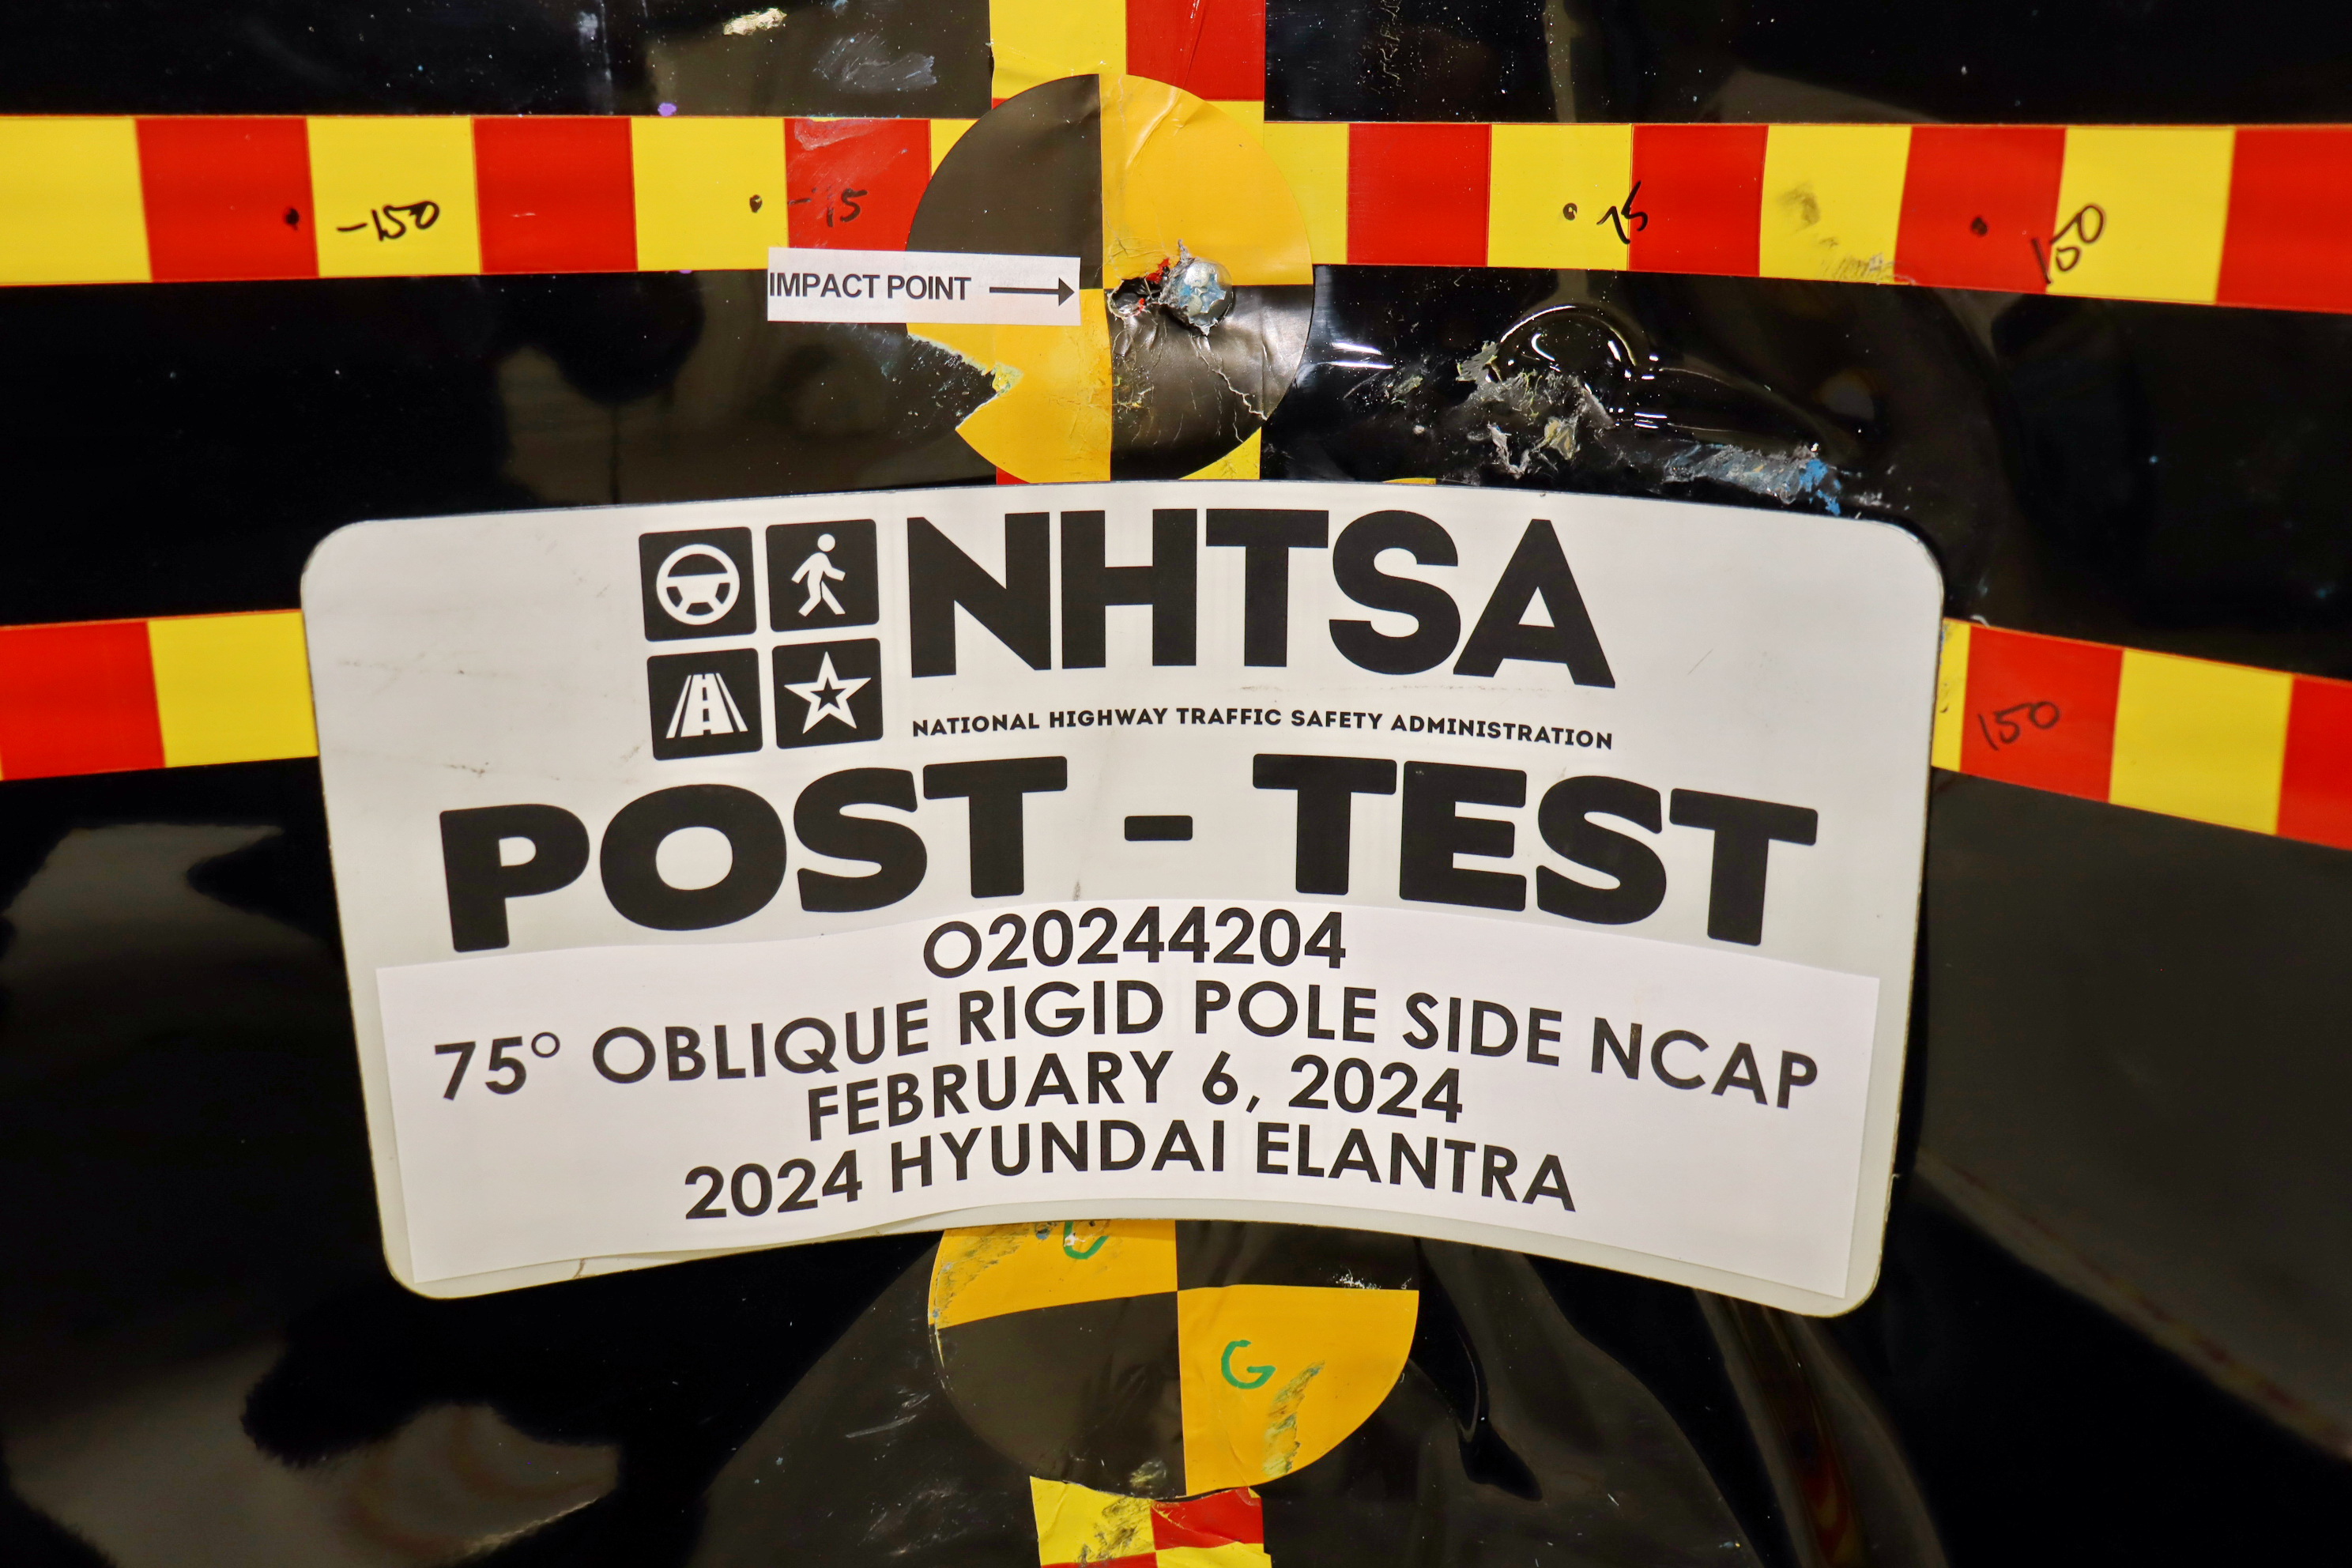 -150 -75 75 150
IMPACT POINT
NHTSA
NATIONAL HIGHWAY TRAFFIC SAFETY ADMINISTRATION
150
POST - TEST
O20244204
75° OBLIQUE RIGID POLE SIDE NCAP
FEBRUARY 6, 2024
2024 HYUNDAI ELANTRA
G